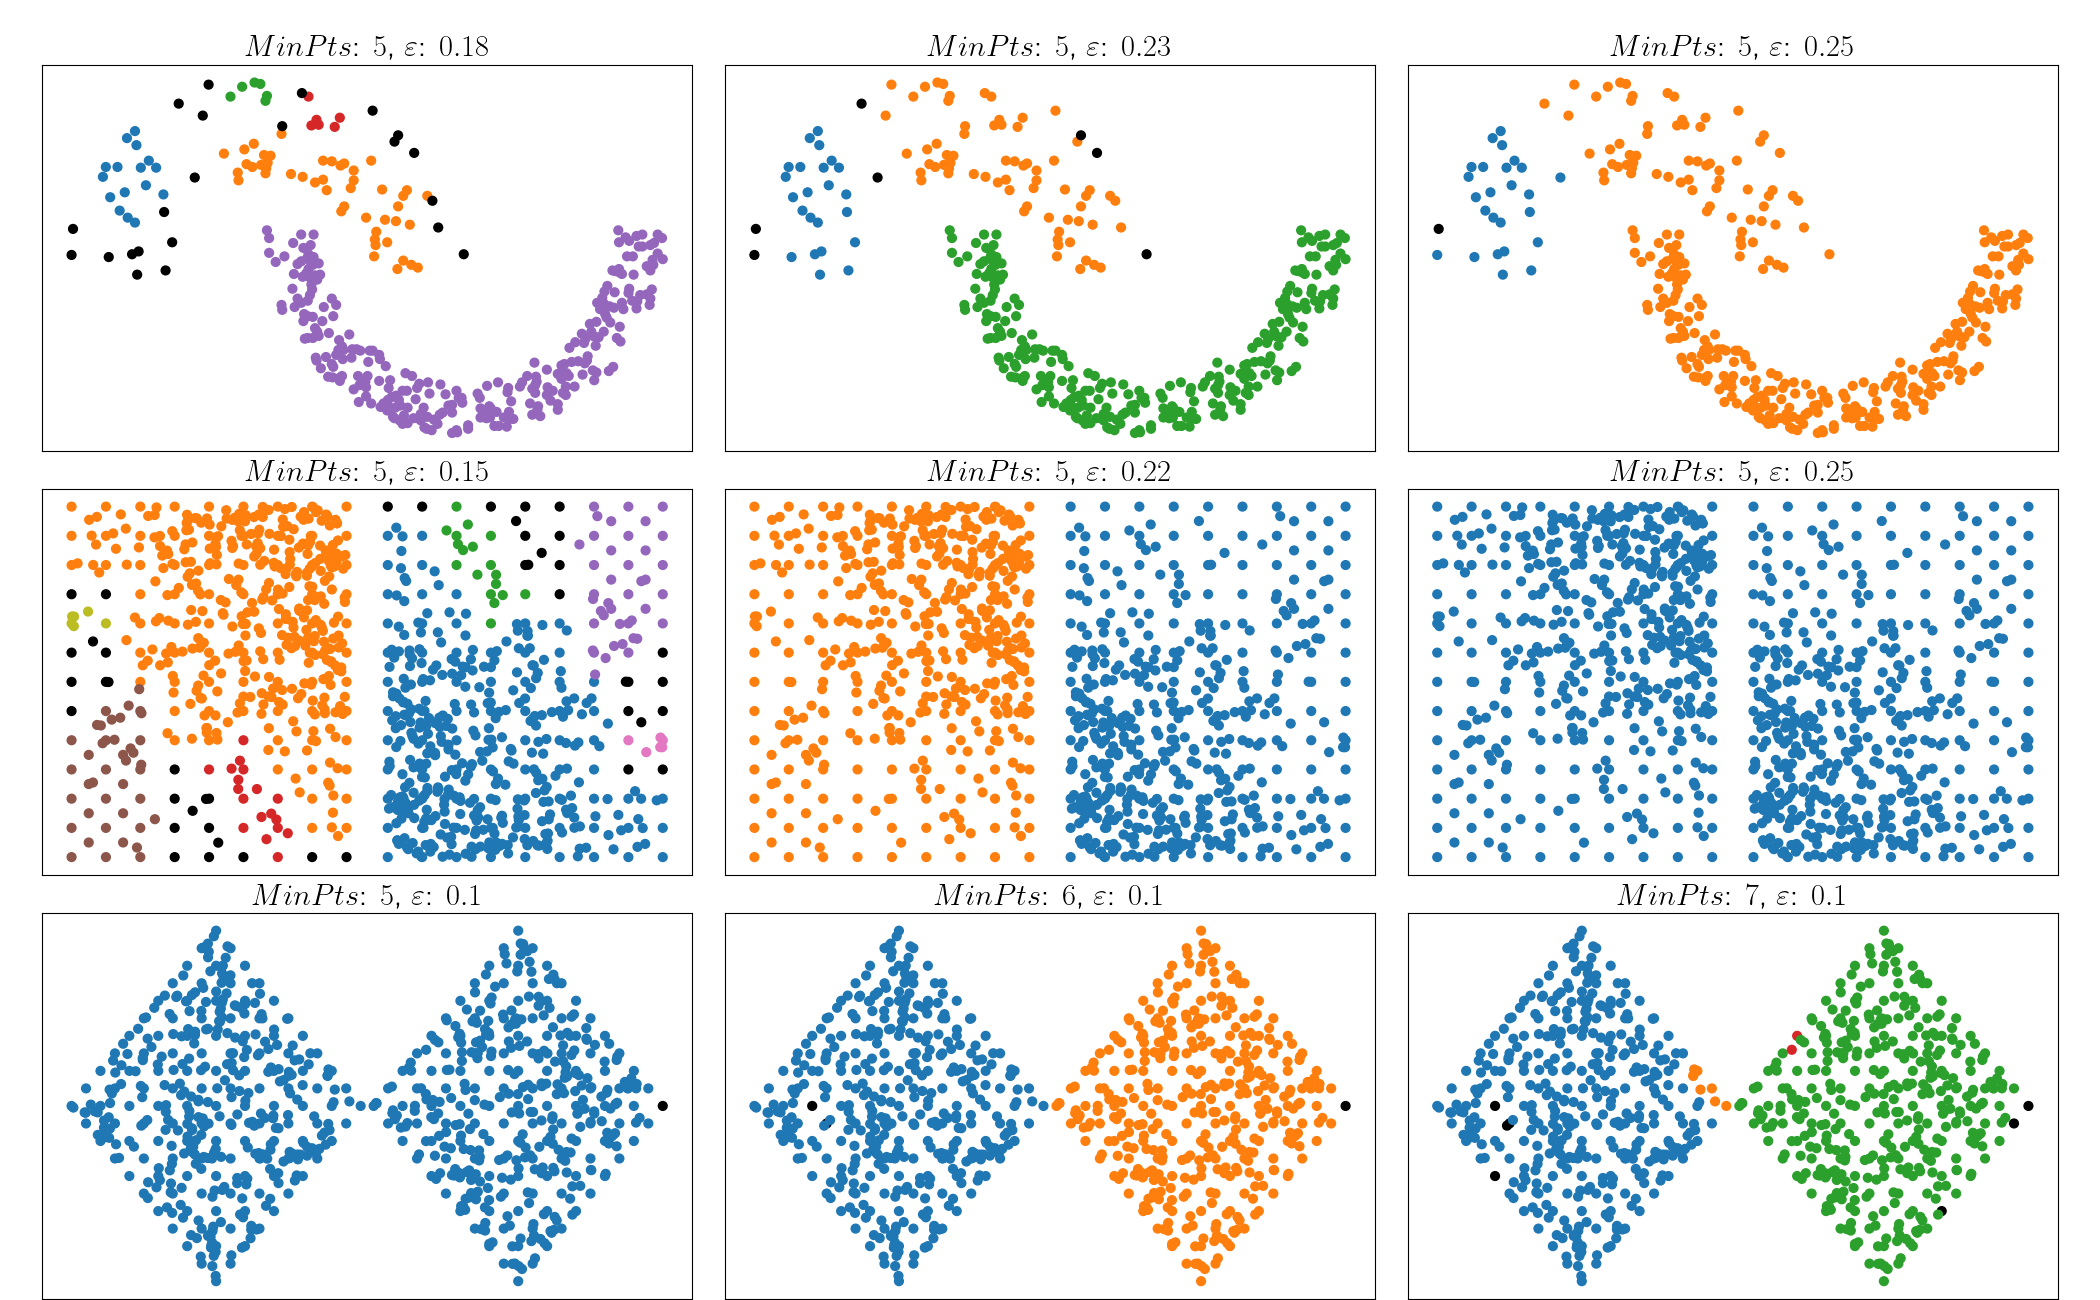 MinPts: 5, ε: 0.18
MinPts: 5, ε: 0.23
MinPts: 5, ε: 0.25
MinPts: 5, ε: 0.15
MinPts: 5, ε: 0.22
MinPts: 5, ε: 0.25
MinPts: 5, ε: 0.1
MinPts: 6, ε: 0.1
MinPts: 7, ε: 0.1